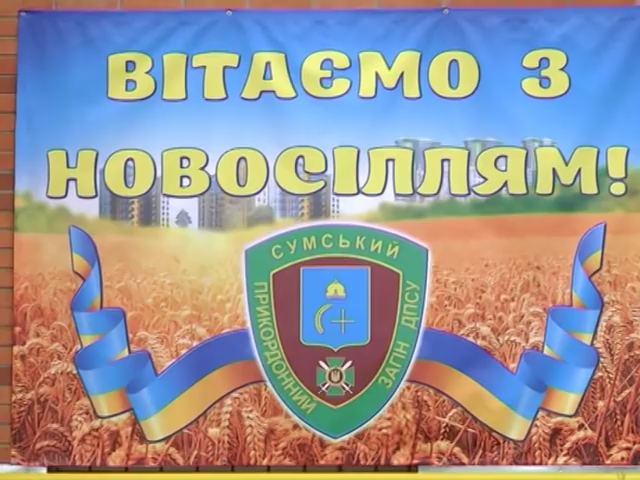 ВІТАЄМО З
НОВОСІЛЛЯМ!
СУМСЬКИЙ
ПРИКОРДОННИЙ
ЗАГІН ДПСУ